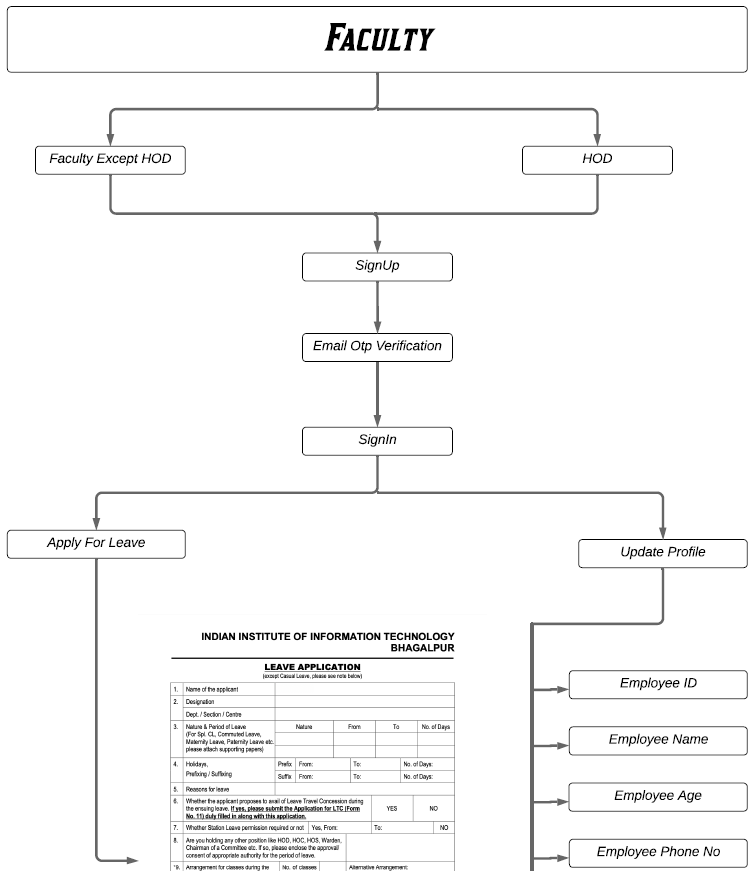 FACULTY
Faculty Except HOD
HOD
SignUp
Email Otp Verification
SignIn
Apply For Leave
Update Profile
INDIAN INSTITUTE OF INFORMATION TECHNOLOGY
BHAGALPUR
LEAVE APPLICATION
(except Casual Leave, please see note below)
1. Name of the applicant
2. Designation
Dept. / Section / Centre
3. Nature & Period of Leave Nature From To No. of Days
(For Spl. CL, Commuted Leave,
Maternity Leave, Paternity Leave etc.
please attach supporting papers)
4. Holidays, Prefix From: To: No. of Days:
Prefixing / Suffixing Suffix From: To: No. of Days:
5. Reasons for leave
6. Whether the applicant proposes to avail of Leave Travel Concession during
the ensuing leave. If yes, please submit the Application for LTC (Form YES NO
No. 11) duly filled in along with this application.
7. Whether Station Leave permission required or not Yes, From: To: NO
8. Are you holding any other position like HOD, HOC, HOS, Warden,
Chairman of a Committee etc. If so, please enclose the approval
consent of appropriate authority for the period of leave.
*9. Arrangement for classes during the No. of classes Alternative Arrangement:
Employee ID
Employee Name
Employee Age
Employee Phone No